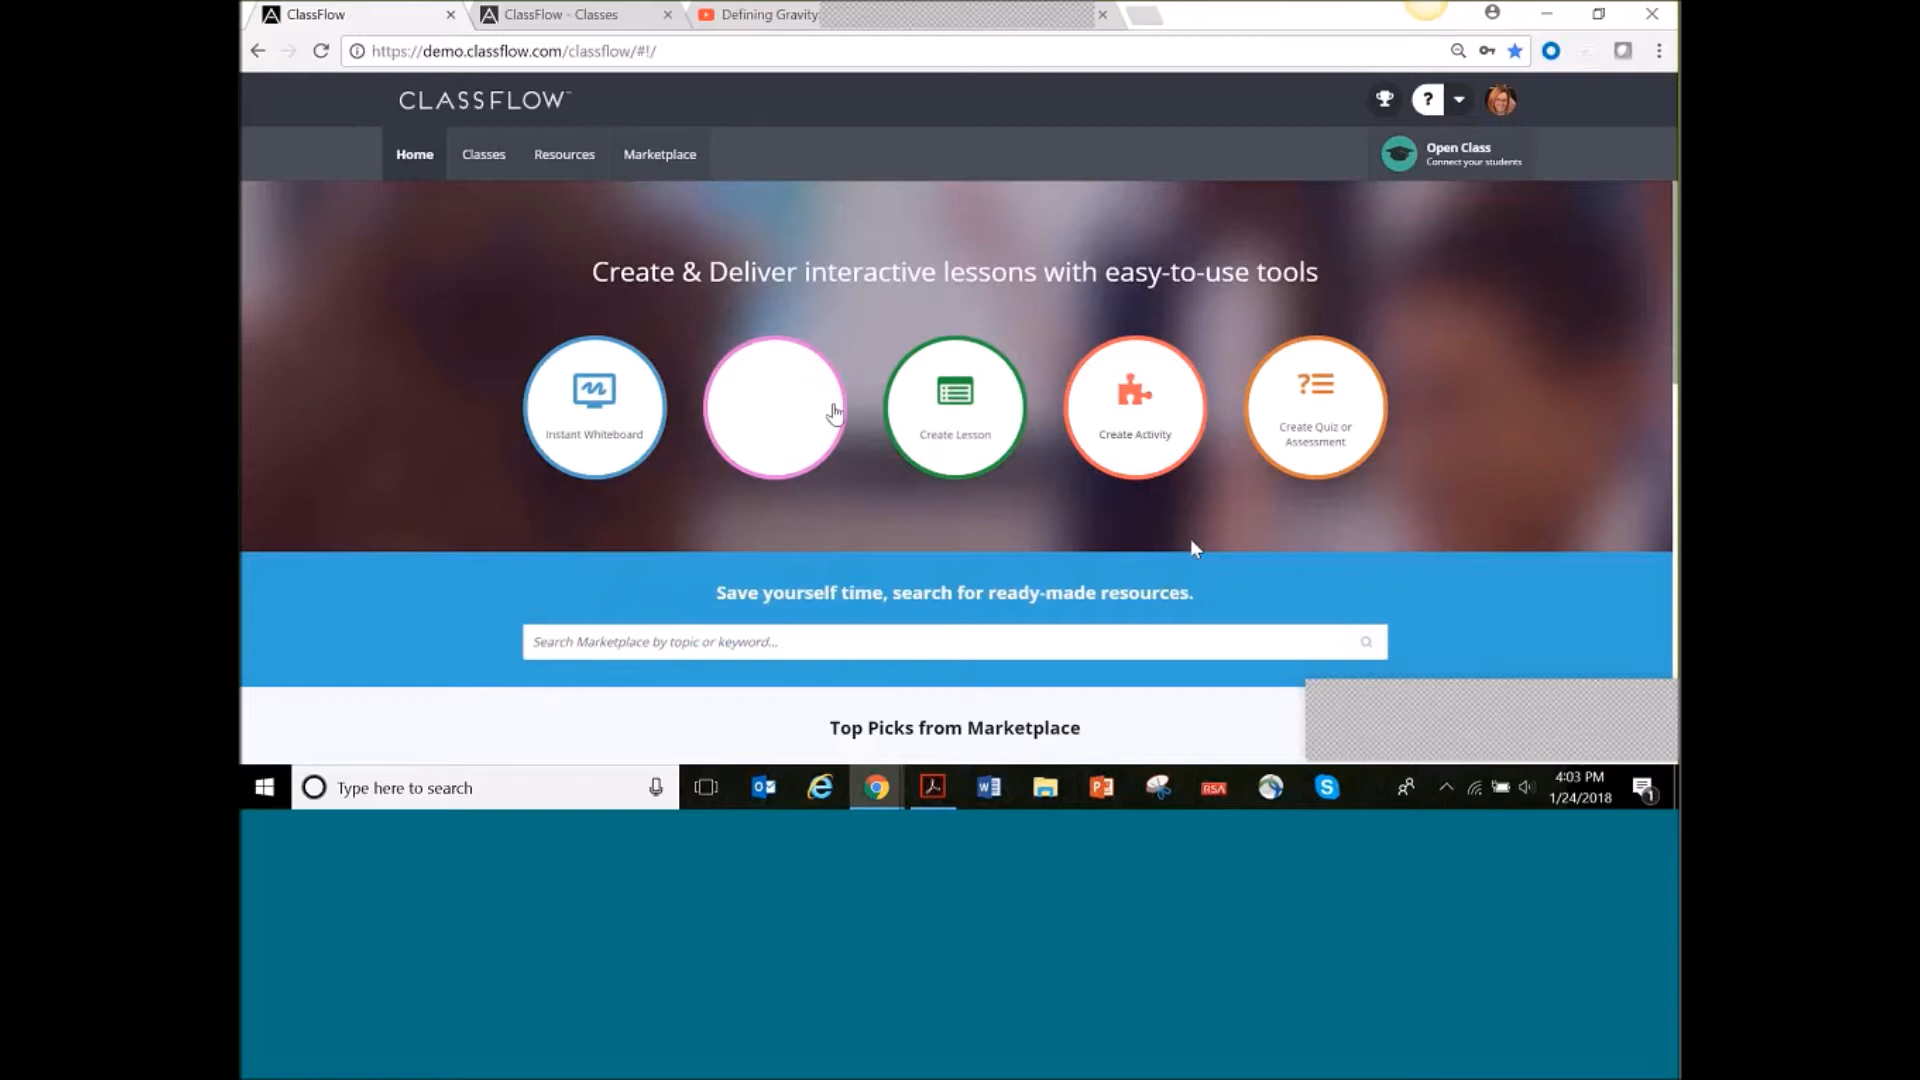 ClassFlow
ClassFlow - Classes
Defining Gravity
https://demo.classflow.com/classflow/#!/
CLASSFLOW
?
Home
Classes
Resources
Marketplace
Open Class
Connect your students
Create & Deliver interactive lessons with easy-to-use tools
Instant Whiteboard
Create Lesson
Create Activity
?
Create Quiz or
Assessment
Save yourself time, search for ready-made resources.
Search Marketplace by topic or keyword...
Top Picks from Marketplace
Type here to search
RSA
4:03 PM
1/24/2018
1